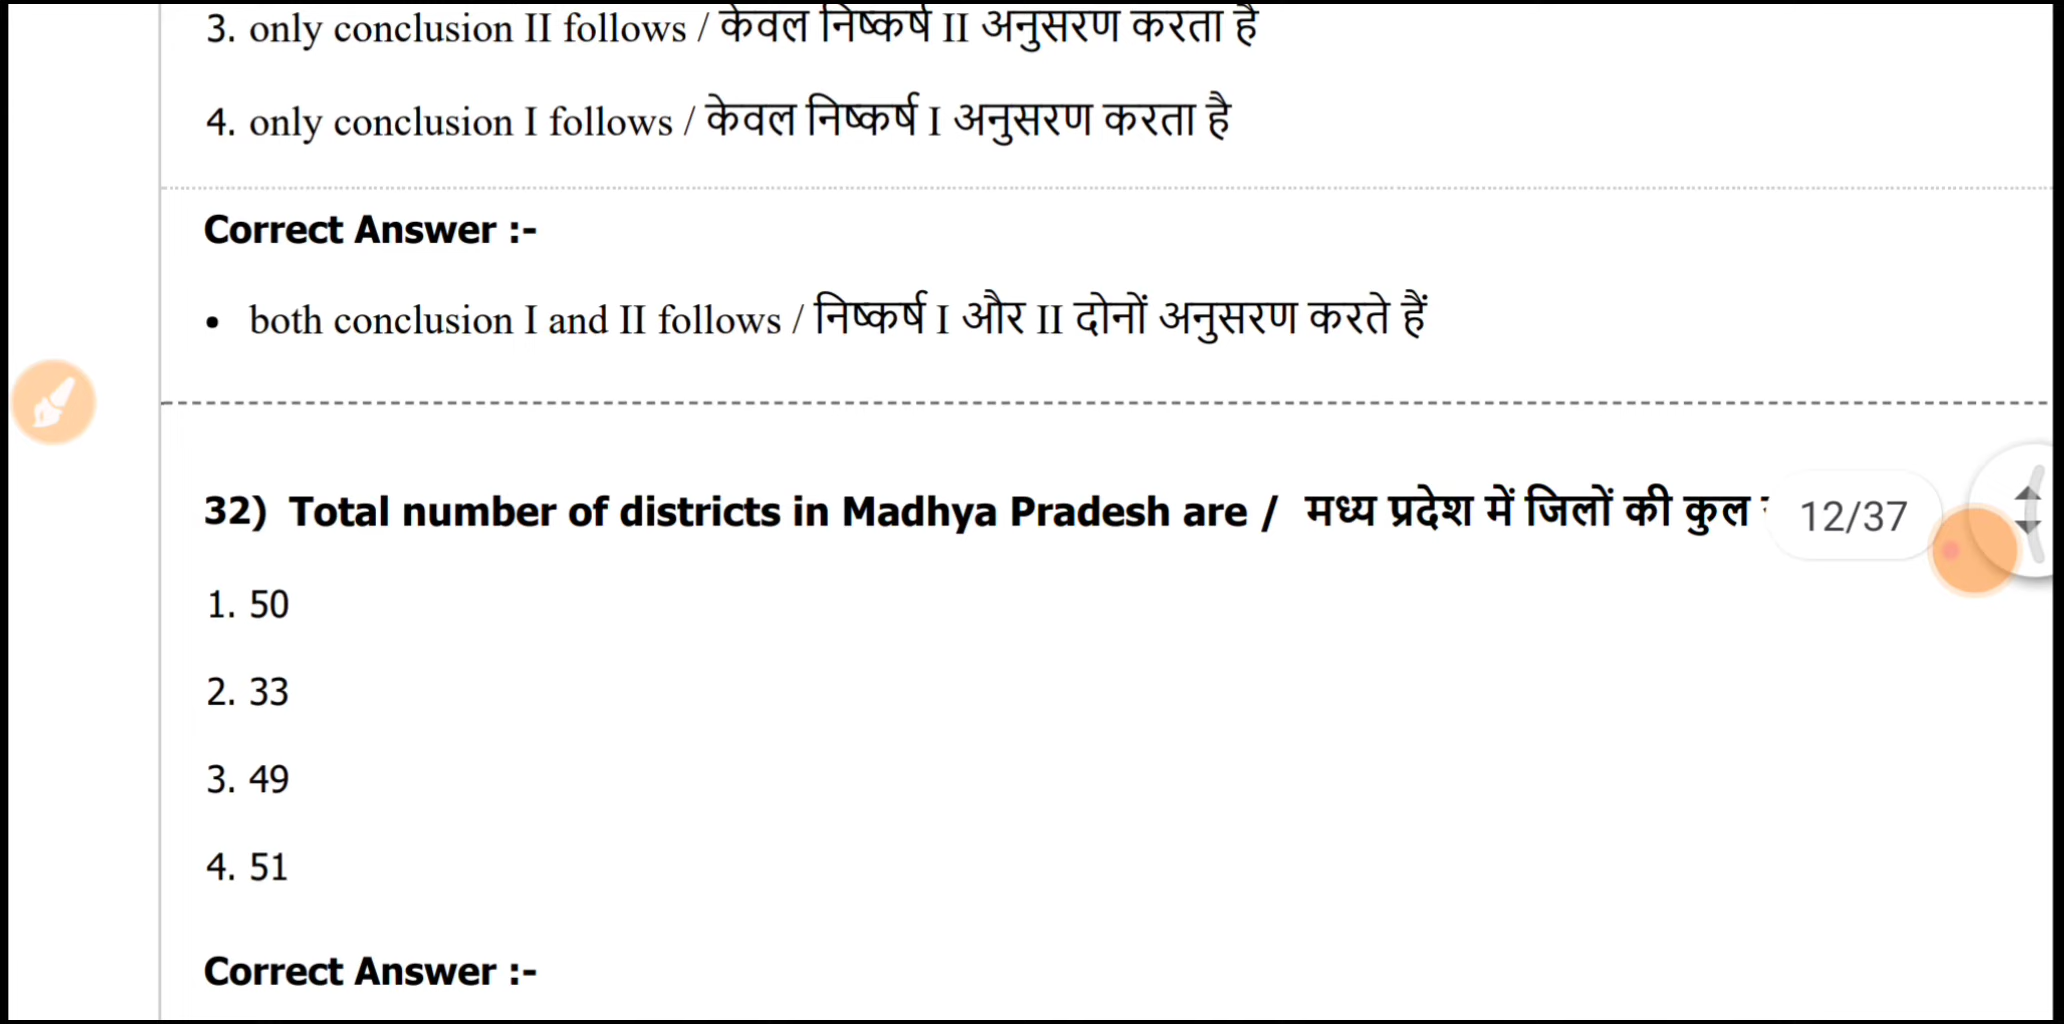 3. only conclusion II follows / केवल निष्कर्ष II अनुसरण करता है
4. only conclusion I follows / केवल निष्कर्ष I अनुसरण करता है
Correct Answer :-
• both conclusion I and II follows / निष्कर्ष I और II दोनों अनुसरण करते हैं
32) Total number of districts in Madhya Pradesh are / मध्य प्रदेश में जिलों की कुल
12/37
1. 50
2. 33
3. 49
4. 51
Correct Answer :-